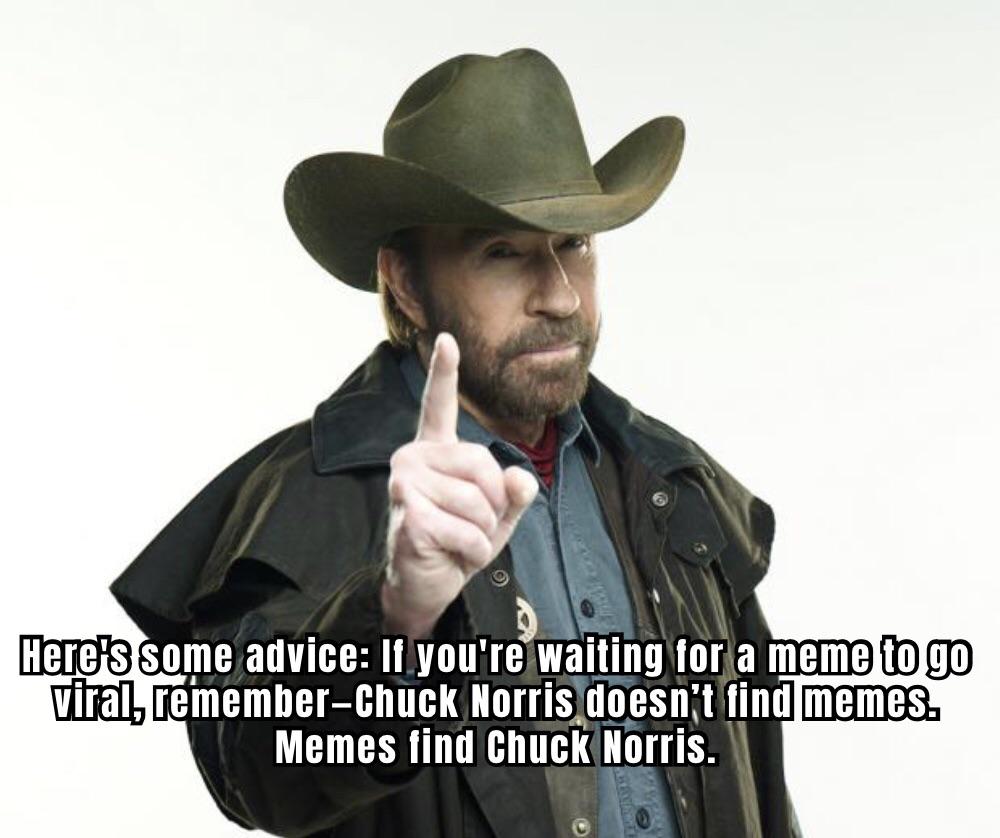 Here's some advice: If you're waiting for a meme to go
viral, remember–Chuck Norris doesn’t find memes.
Memes find Chuck Norris.